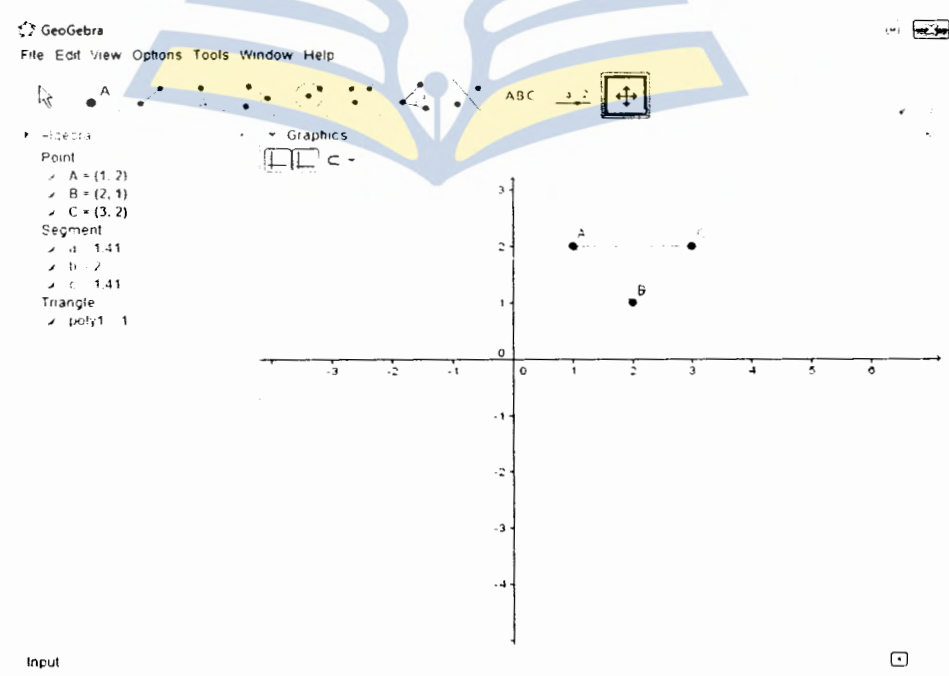 GeoGebra
File Edit View Options Tools Window Help
A
ABC
Algebra
Graphics
Point
A = (1, 2)
B = (2, 1)
C = (3, 2)
Segment
a 1.41
b 2
c 1.41
Triangle
poly1 1
3
A C
2
B
1
0
-3 -2 -1 0 1 2 3 4 5 6
-1
-2
-3
-4
Input